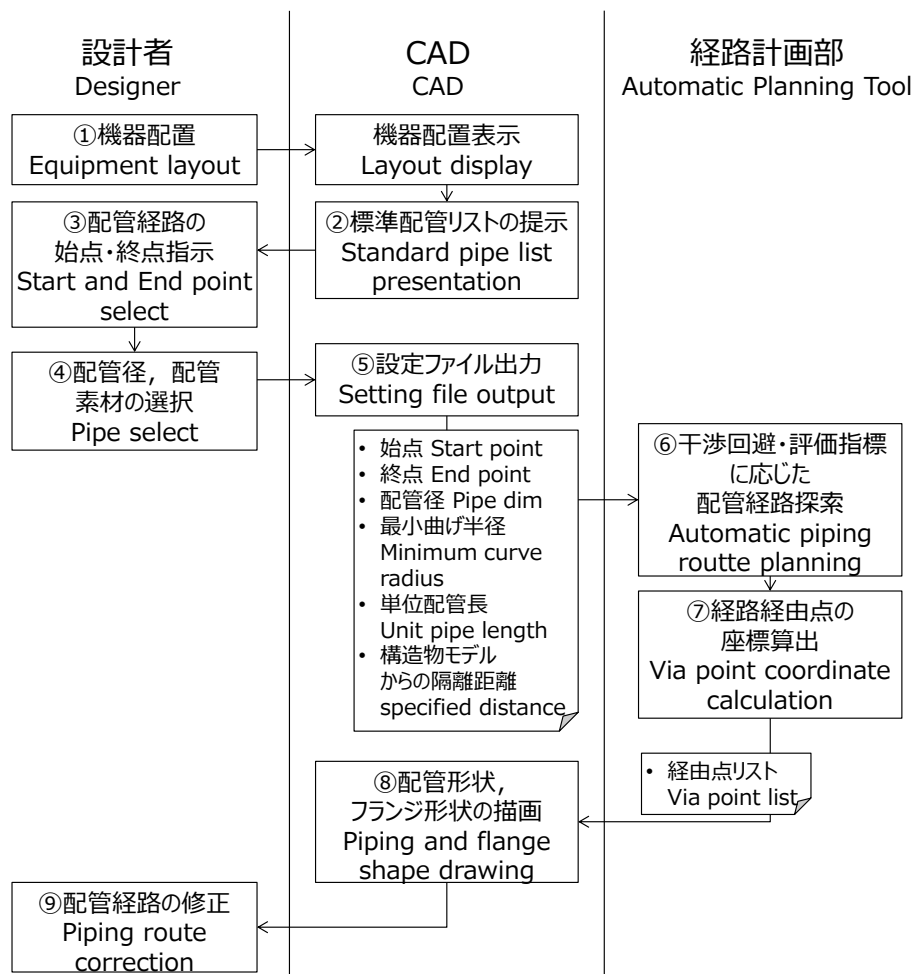 設計者
Designer
CAD
CAD
経路計画部
Automatic Planning Tool
①機器配置
Equipment layout
機器配置表示
Layout display
②標準配管リストの提示
Standard pipe list
presentation
③配管経路の
始点・終点指示
Start and End point
select
④配管径，配管
素材の選択
Pipe select
⑤設定ファイル出力
Setting file output
• 始点 Start point
• 終点 End point
• 配管径 Pipe dim
• 最小曲げ半径
Minimum curve
radius
• 単位配管長
Unit pipe length
• 構造物モデル
からの隔離距離
specified distance
⑥干渉回避・評価指標
に応じた
配管経路探索
Automatic piping
routte planning
⑦経路経由点の
座標算出
Via point coordinate
calculation
• 経由点リスト
Via point list
⑧配管形状，
フランジ形状の描画
Piping and flange
shape drawing
⑨配管経路の修正
Piping route
correction